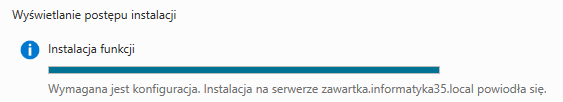 Wyświetlanie postępu instalacji
Instalacja funkcji
Wymagana jest konfiguracja. Instalacja na serwerze zawartka.informatyka35.local powiodła się.